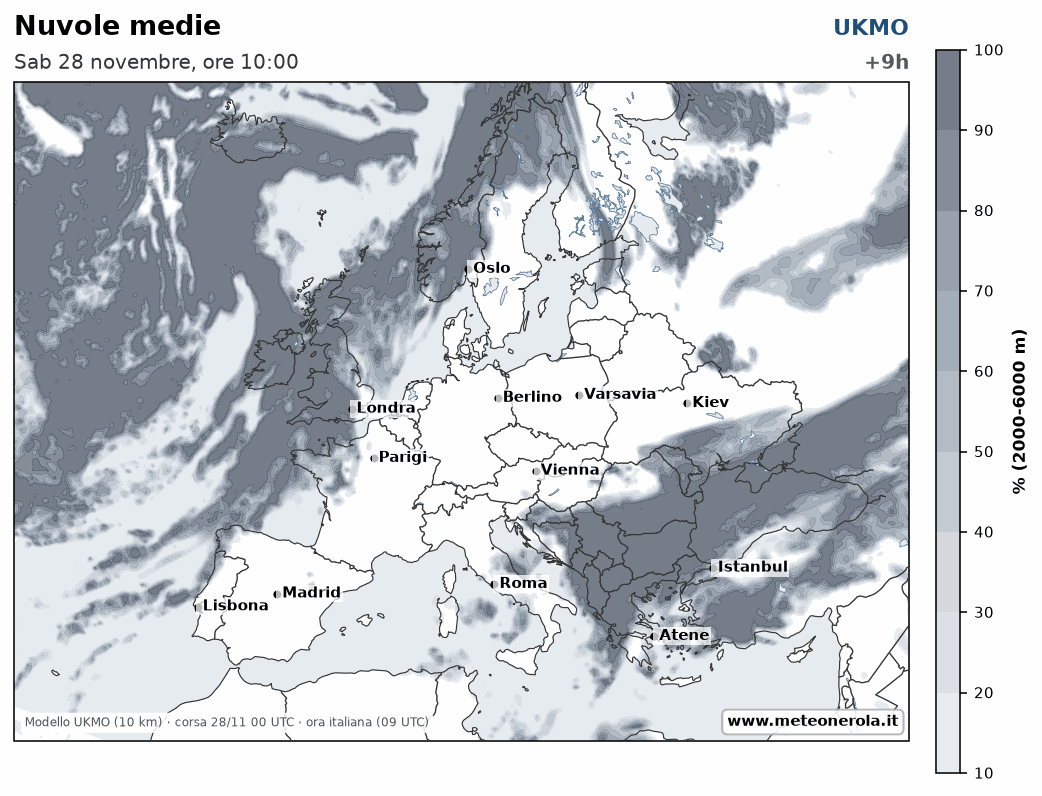 Nuvole medie
UKMO
Sab 28 novembre, ore 10:00
+9h
100
90
80
70
60
50
40
30
20
10
% (2000-6000 m)
Oslo
Berlino
Varsavia
Kiev
Londra
Parigi
Vienna
Istanbul
Roma
Madrid
Lisbona
Atene
Modello UKMO (10 km) · corsa 28/11 00 UTC · ora italiana (09 UTC)
www.meteonerola.it